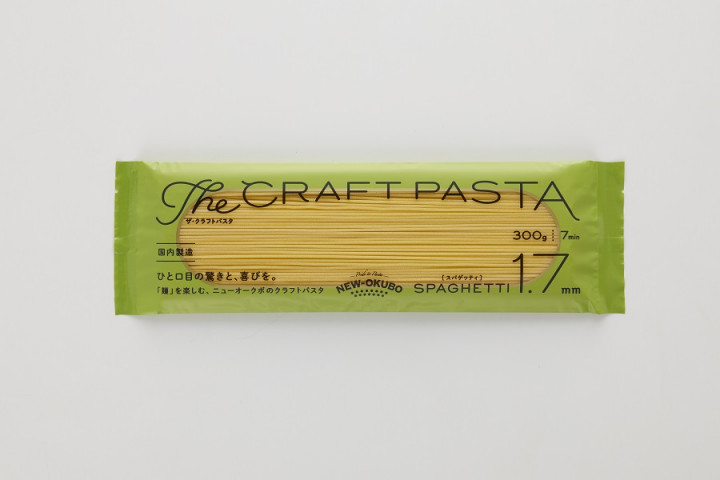 The CRAFT PASTA
ザ・クラフトパスタ
300g 7min
国内製造
ひと口目の驚きと、喜びを。
「麺」を楽しむ、ニューオークボのクラフトパスタ
NEW-OKUBO
(スパゲッティ)
SPAGHETTI 1.7mm